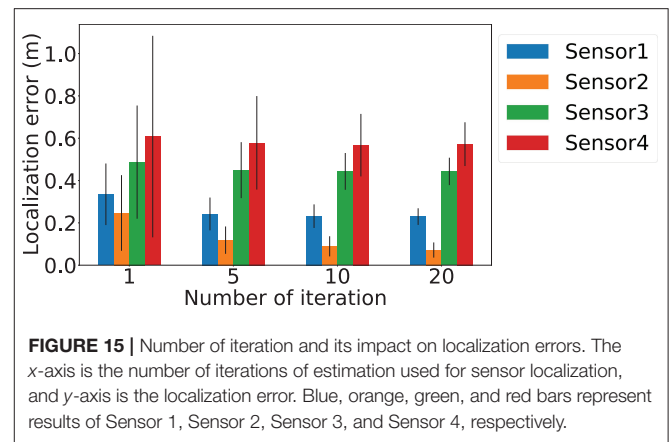 Localization error (m)
1.0
0.8
0.6
0.4
0.2
0.0
1 5 10 20
Number of iteration
Sensor1
Sensor2
Sensor3
Sensor4
FIGURE 15 | Number of iteration and its impact on localization errors. The
x-axis is the number of iterations of estimation used for sensor localization,
and y-axis is the localization error. Blue, orange, green, and red bars represent
results of Sensor 1, Sensor 2, Sensor 3, and Sensor 4, respectively.